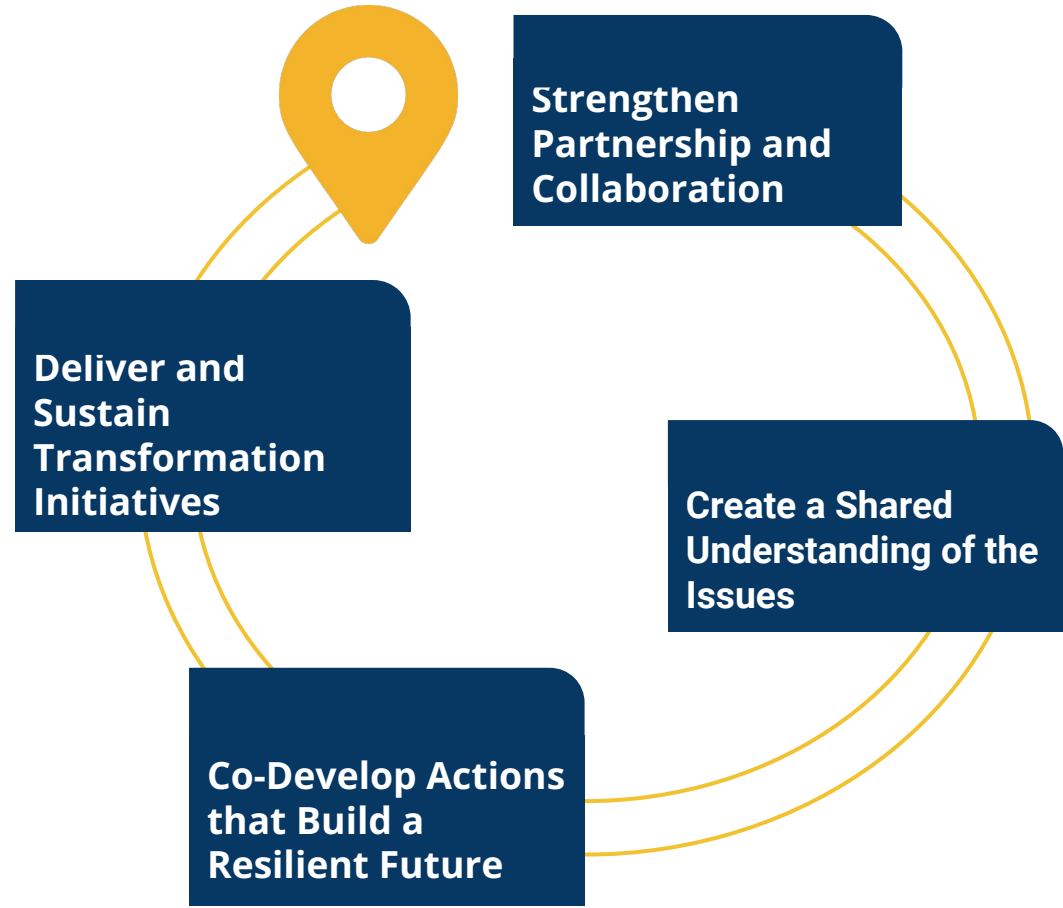 Strengthen
Partnership and
Collaboration
Create a Shared
Understanding of the
Issues
Co-Develop Actions
that Build a
Resilient Future
Deliver and
Sustain
Transformation
Initiatives